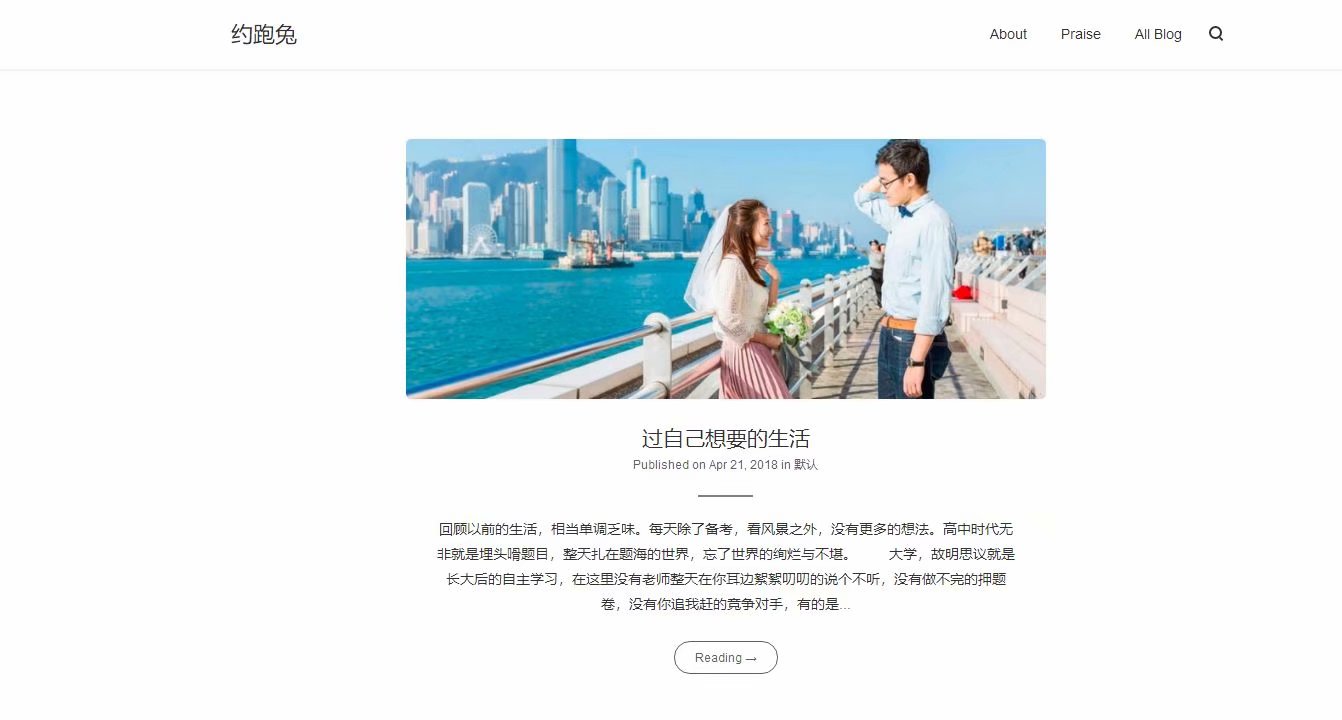 约跑兔
About Praise All Blog
过自己想要的生活
Published on Apr 21, 2018 in 默认
回顾以前的生活，相当单调乏味。每天除了备考，看风景之外，没有更多的想法。高中时代无
非就是埋头嗗题目，整天扎在题海的世界，忘了世界的绚烂与不堪。 大学，故明思议就是
长大后的自主学习，在这里没有老师整天在你耳边絮絮叨叨的说个不听，没有做不完的押题
卷，没有你追我赶的竞争对手，有的是...
Reading →